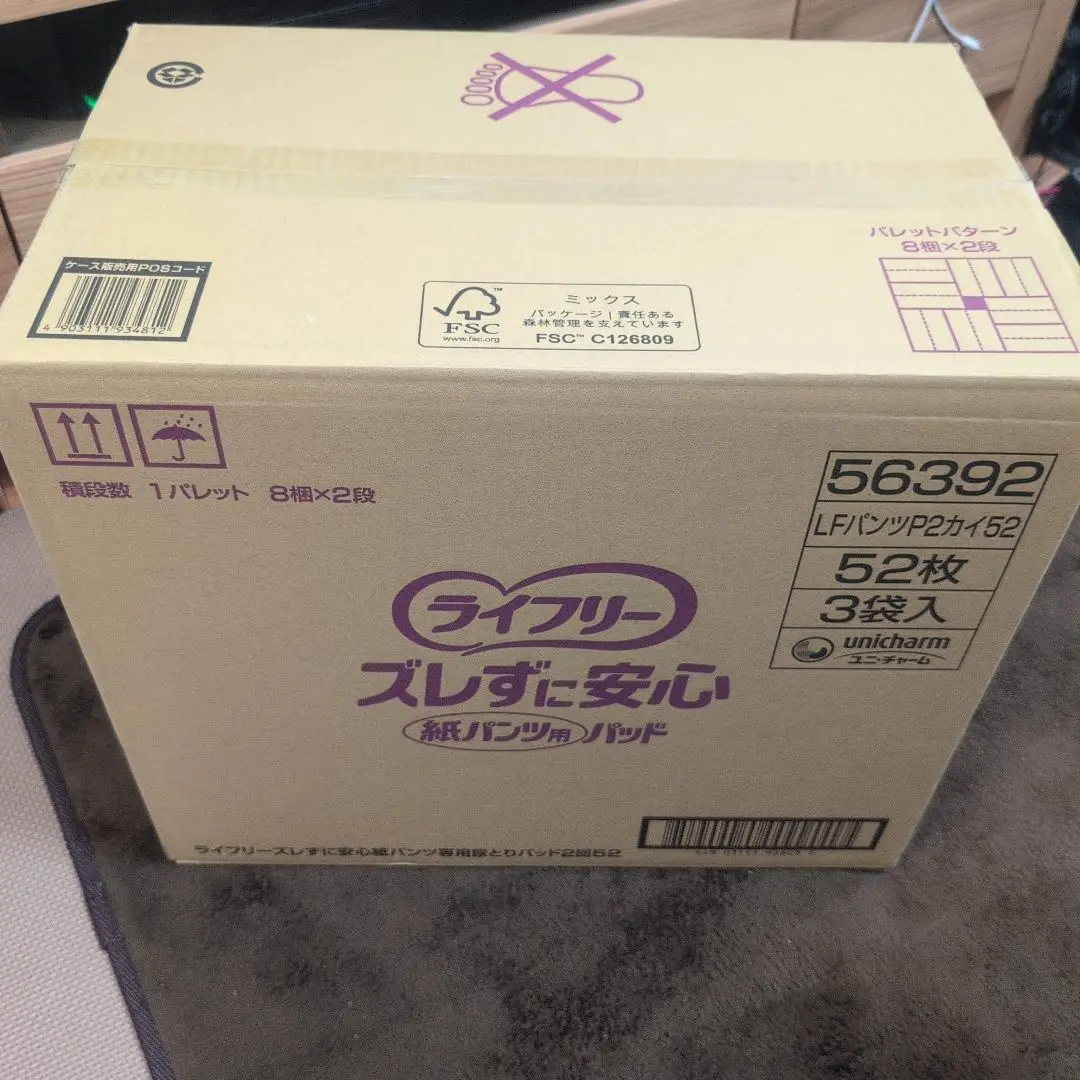 パレットパターン
8梱×2段
ケース販売用POSコード
4 903111 934812
FSC™
www.fsc.org
ミックス
パッケージ | 責任ある
森林管理を支えています
FSC™ C126809
積段数 1パレット 8梱×2段
56392
LFパンツP2カイ52
52枚
3袋入
unicharm
ユニ・チャーム
ライフリー
ズレずに安心
紙パンツ用パッド
ライフリーズレずに安心紙パンツ専用尿とりパッド2回52